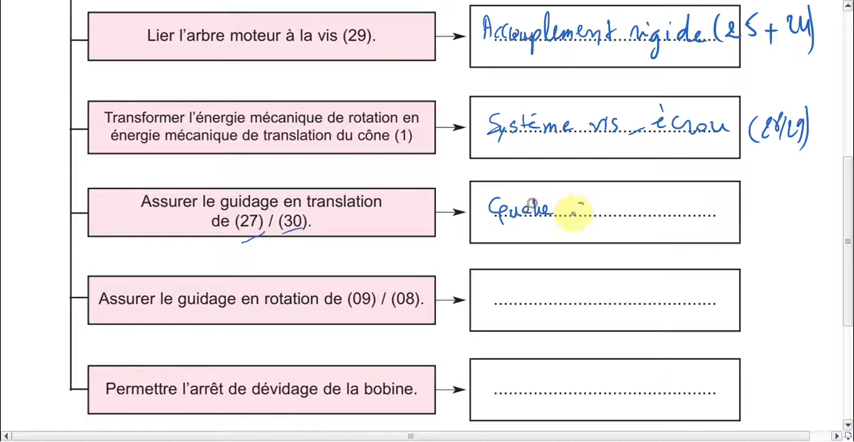 Lier l'arbre moteur à la vis (29).
Accouplement rigide (25 + 24)
Transformer l'énergie mécanique de rotation en
énergie mécanique de translation du cône (1)
Système vis_écrou (28/29)
Assurer le guidage en translation
de (27) / (30).
Assurer le guidage en rotation de (09) / (08).
Permettre l'arrêt de dévidage de la bobine.